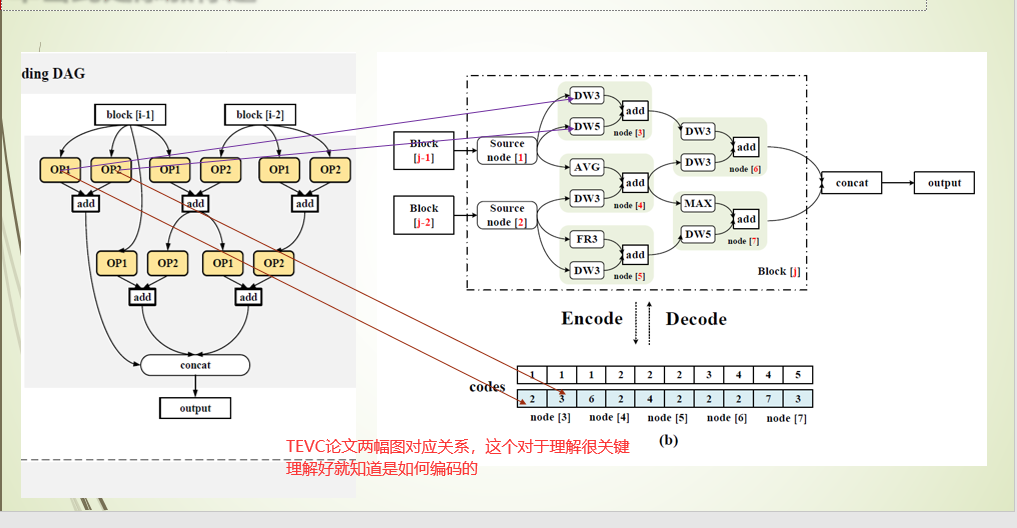 ding DAG
block [i-1]
block [i-2]
OP1
OP2
OP1
OP2
OP1
OP2
add
add
add
OP1
OP2
OP1
OP2
add
add
concat
output
Block
[j-1]
Block
[j-2]
Source
node [1]
Source
node [2]
DW3
DW5
add
node [3]
AVG
DW3
add
node [4]
FR3
DW3
add
node [5]
DW3
DW3
add
node [6]
MAX
DW5
add
node [7]
concat
output
Block [j]
Encode
Decode
codes
1 1 1 2 2 2 3 4 4 5
2 3 6 2 4 2 2 2 7 3
node [3] node [4] node [5] node [6] node [7]
(b)
TEVC论文两幅图对应关系，这个对于理解很关键
理解好就知道是如何编码的